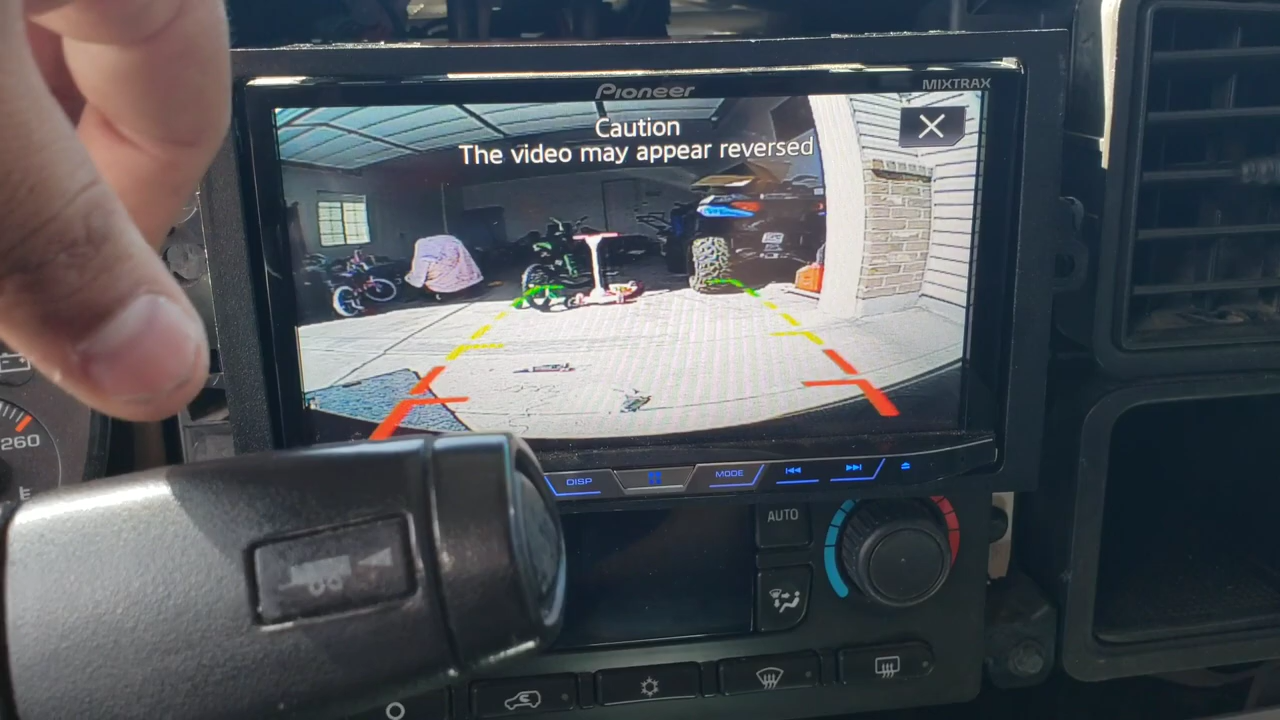 Pioneer
MIXTRAX
Caution
The video may appear reversed
260
DISP
MODE
AUTO